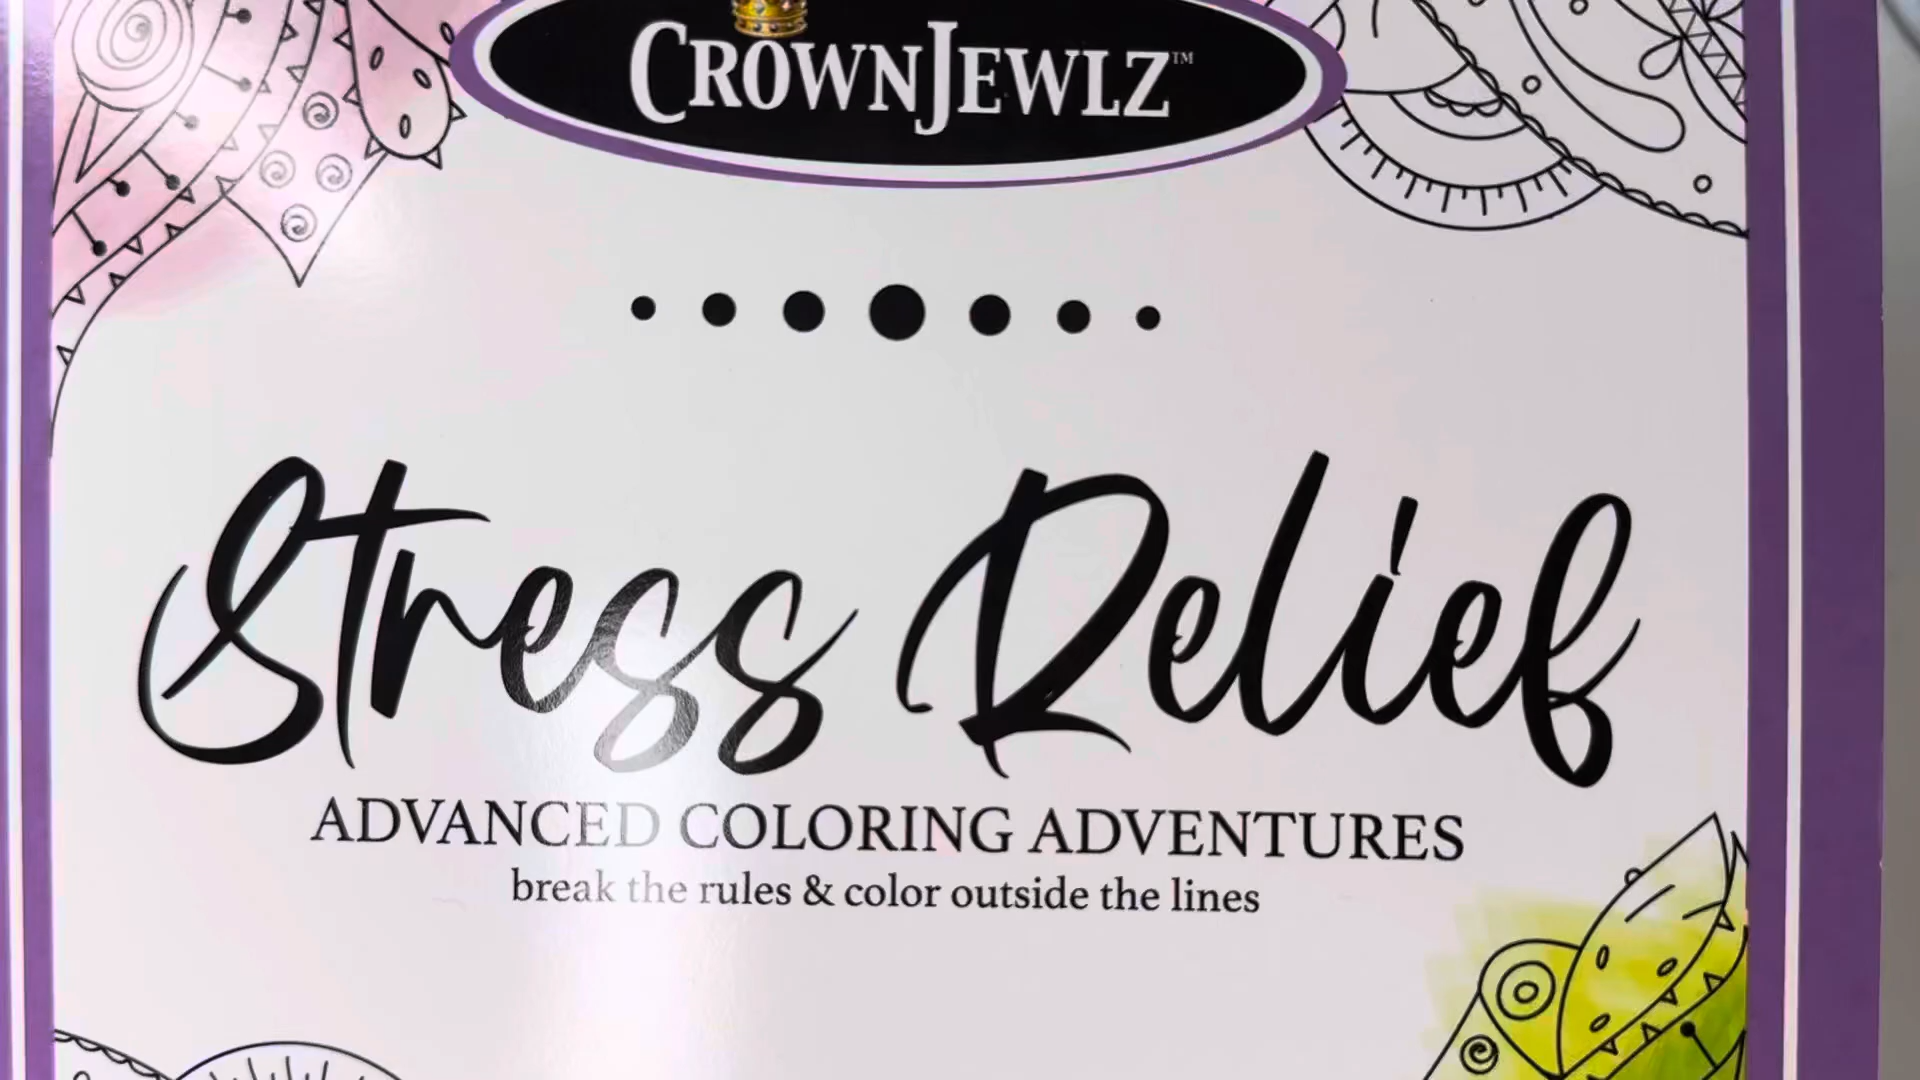 CROWNJEWLZ™
Stress Relief
ADVANCED COLORING ADVENTURES
break the rules & color outside the lines